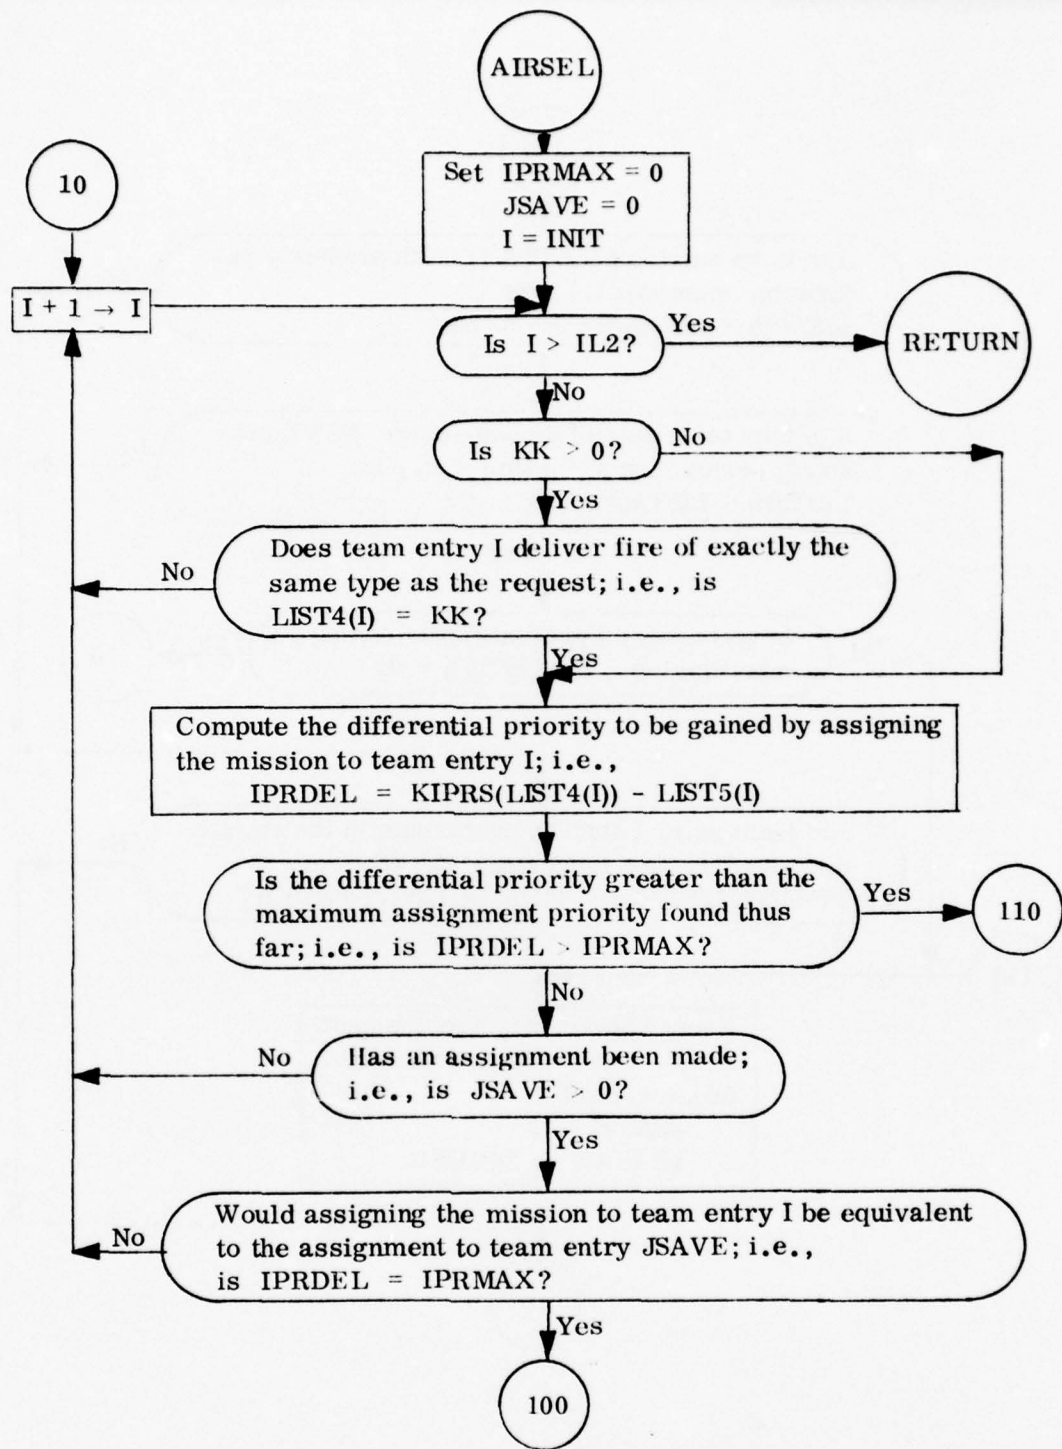 AIRSEL
10
Set IPRMAX = 0
JSAVE = 0
I = INIT
I + 1 → I
Is I > IL2?
Yes
RETURN
No
Is KK > 0?
No
Yes
Does team entry I deliver fire of exactly the
same type as the request; i.e., is
LIST4(I) = KK?
No
Yes
Compute the differential priority to be gained by assigning
the mission to team entry I; i.e.,
IPRDEL = KIPRS(LIST4(I)) - LIST5(I)
Is the differential priority greater than the
maximum assignment priority found thus
far; i.e., is IPRDEL > IPRMAX?
Yes
110
No
Has an assignment been made;
i.e., is JSAVE > 0?
No
Yes
Would assigning the mission to team entry I be equivalent
to the assignment to team entry JSAVE; i.e.,
is IPRDEL = IPRMAX?
No
Yes
100